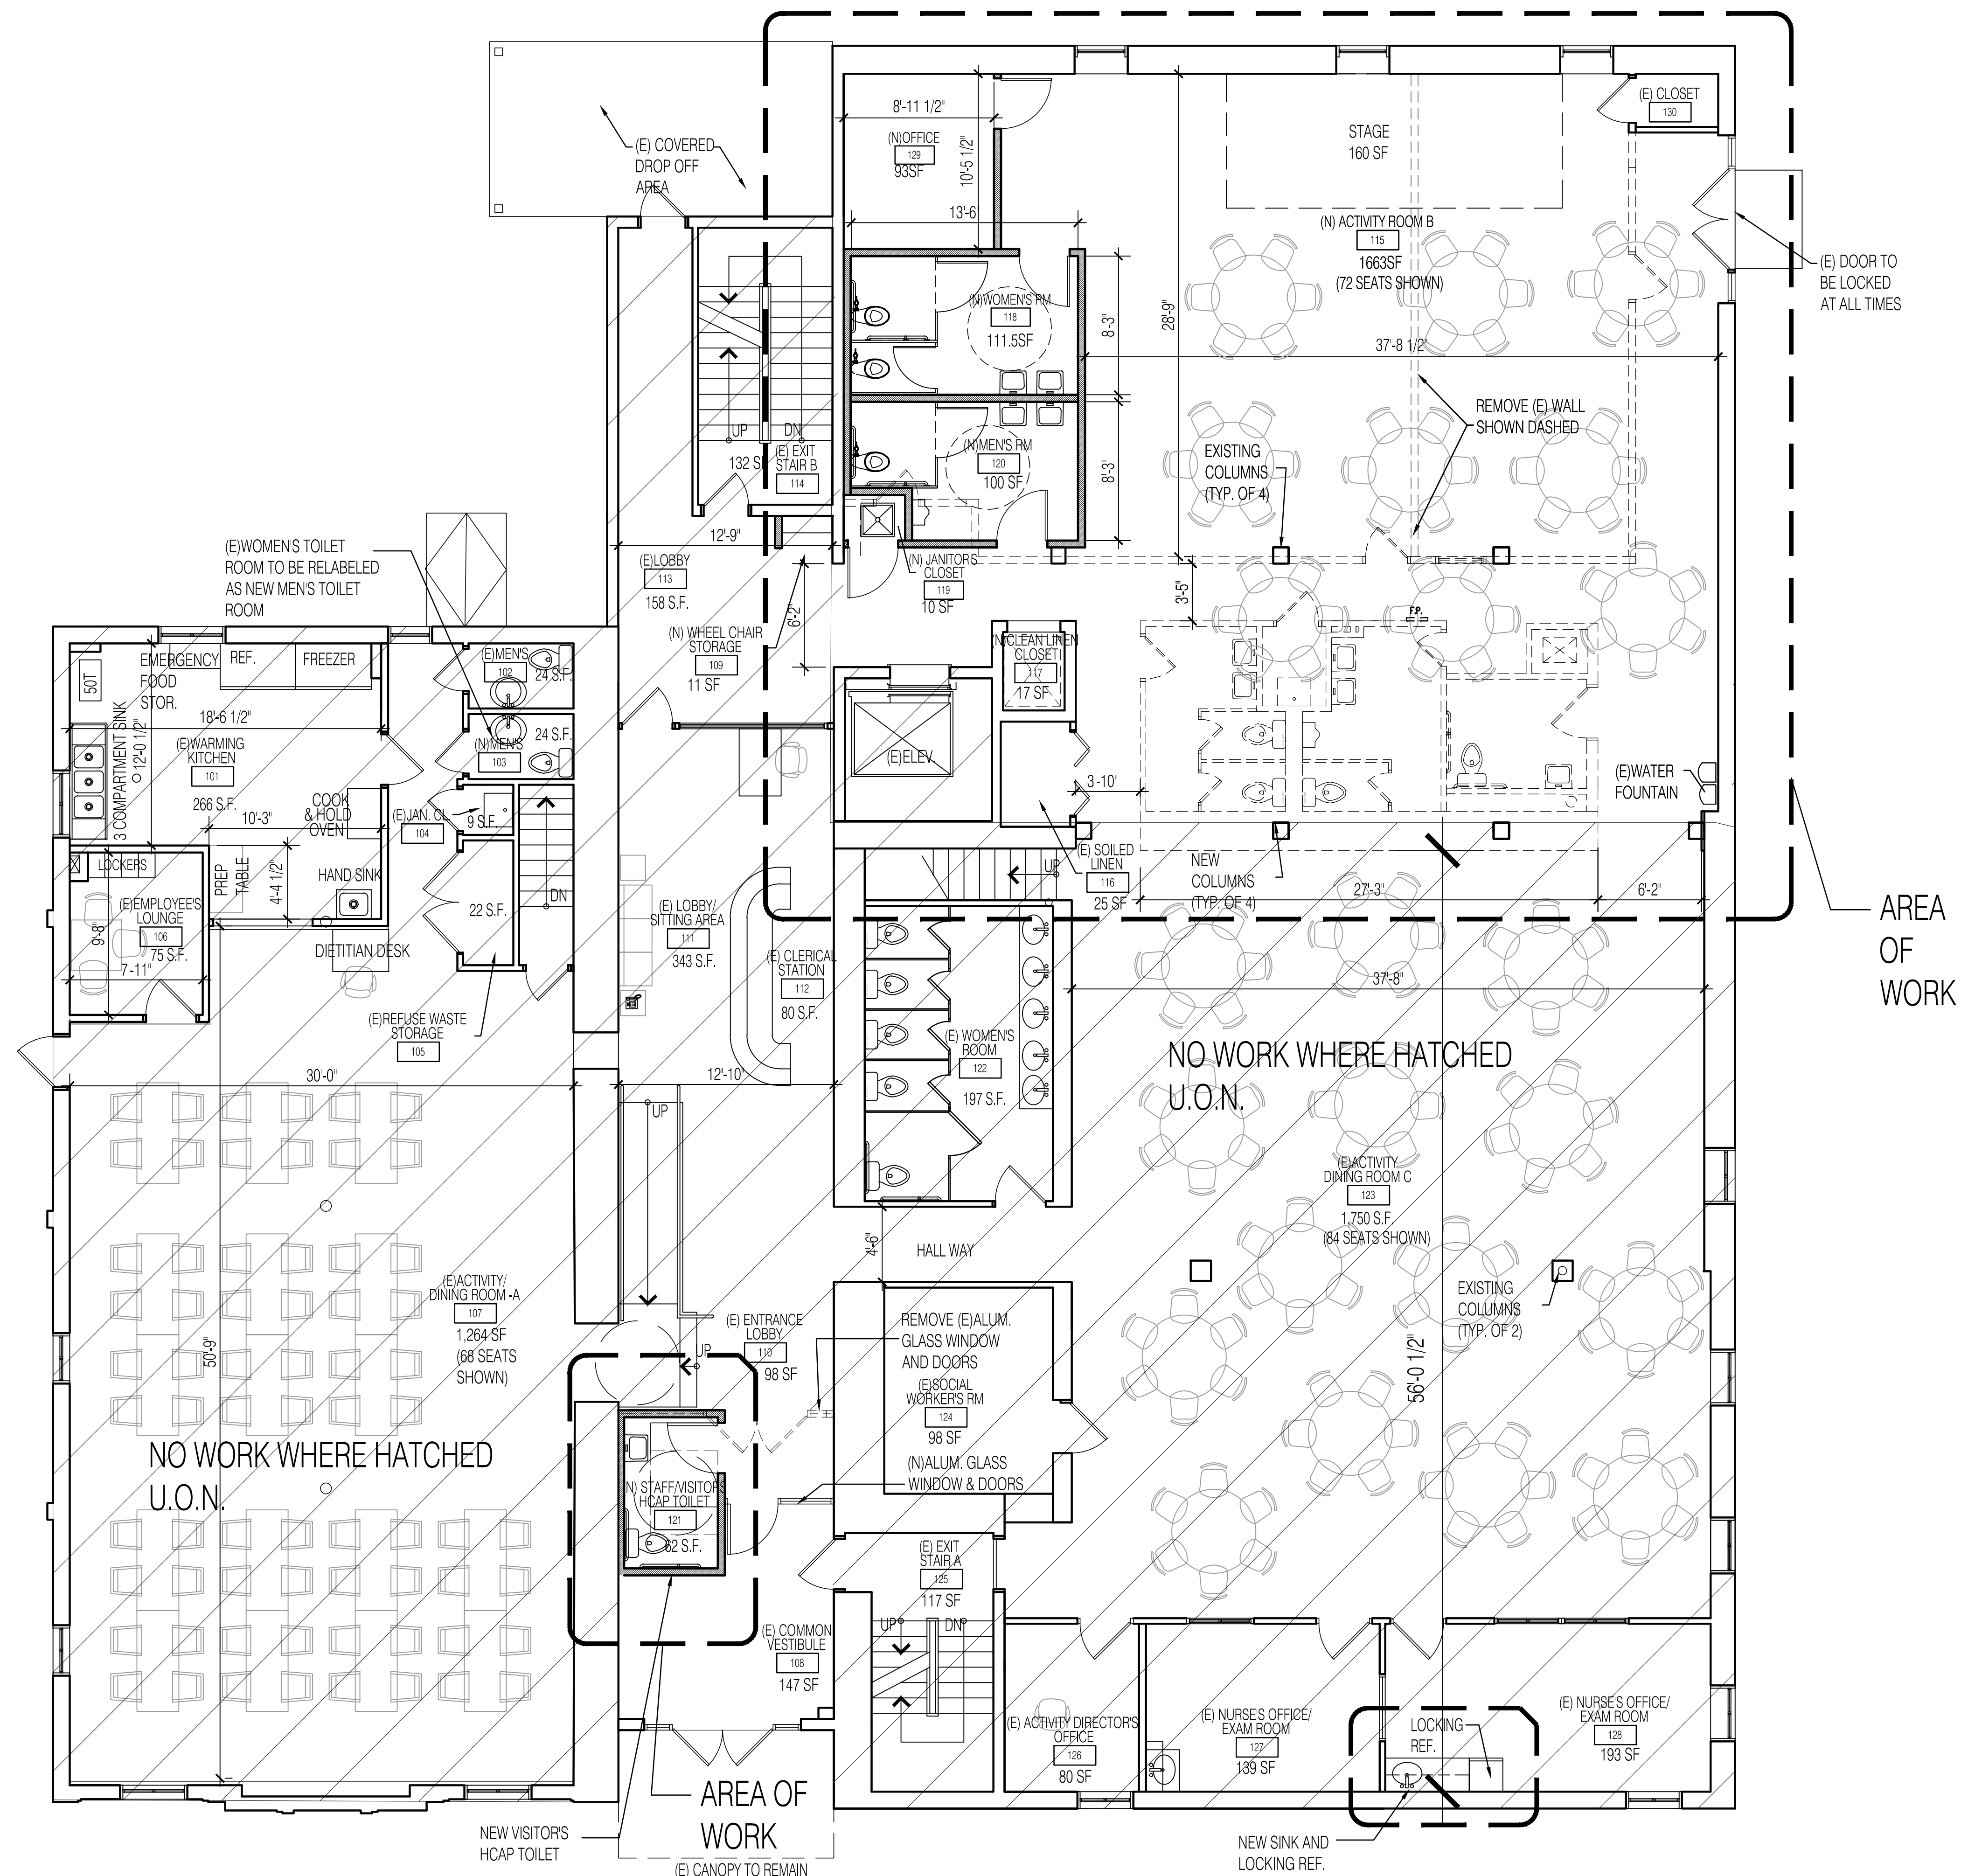 (E) COVERED
DROP OFF
AREA
8'-11 1/2"
(N)OFFICE
129
93SF
10'-5 1/2"
13'-6"
STAGE
160 SF
(E) CLOSET
130
(N) ACTIVITY ROOM B
115
1663SF
(72 SEATS SHOWN)
(E) DOOR TO
BE LOCKED
AT ALL TIMES
(N)WOMEN'S RM
118
111.5SF
8'-3"
28'-9"
37'-8 1/2"
REMOVE (E) WALL
SHOWN DASHED
UP
DN
132 SF
(E) EXIT
STAIR B
114
(N)MEN'S RM
120
100 SF
8'-3"
EXISTING
COLUMNS
(TYP. OF 4)
12'-9"
(E)WOMEN'S TOILET
ROOM TO BE RELABELED
AS NEW MEN'S TOILET
ROOM
(E)LOBBY
113
158 S.F.
(N) JANITOR'S
CLOSET
119
10 SF
6'-2"
3'-5"
F.P.
(N) WHEEL CHAIR
STORAGE
109
11 SF
(N)CLEAN LINEN
CLOSET
117
17 SF
EMERGENCY
FOOD
STOR.
REF.
FREEZER
50T
(E)MEN'S
102
24 S.F.
18'-6 1/2"
3 COMPARTMENT SINK
12'-0 1/2"
(E)WARMING
KITCHEN
101
266 S.F.
24 S.F.
(N)MEN'S
103
(E)ELEV.
3'-10"
(E)WATER
FOUNTAIN
COOK
& HOLD
OVEN
10'-3"
(E)JAN. CL.
104
9 S.F.
LOCKERS
PREP
TABLE
4'-4 1/2"
HAND SINK
DN
22 S.F.
UP
(E) SOILED
LINEN
116
25 SF
NEW
COLUMNS
(TYP. OF 4)
27'-3"
6'-2"
AREA
OF
WORK
(E)EMPLOYEE'S
LOUNGE
106
75 S.F.
9'-8"
7'-11"
DIETITIAN DESK
(E) LOBBY/
SITTING AREA
111
343 S.F.
(E) CLERICAL
STATION
112
80 S.F.
37'-8"
(E)REFUSE WASTE
STORAGE
105
(E) WOMEN'S
ROOM
122
197 S.F.
NO WORK WHERE HATCHED
U.O.N.
30'-0"
12'-10"
UP
(E)ACTIVITY
DINING ROOM C
123
1,750 S.F.
(84 SEATS SHOWN)
4'-6"
HALL WAY
(E)ACTIVITY/
DINING ROOM -A
107
1,264 SF
(68 SEATS
SHOWN)
50'-9"
EXISTING
COLUMNS
(TYP. OF 2)
56'-0 1/2"
(E) ENTRANCE
LOBBY
110
98 SF
UP
REMOVE (E)ALUM.
GLASS WINDOW
AND DOORS
(E)SOCIAL
WORKER'S RM
124
98 SF
(N)ALUM. GLASS
WINDOW & DOORS
NO WORK WHERE HATCHED
U.O.N.
N) STAFF/VISITORS
HCAP TOILET
121
62 S.F.
(E) EXIT
STAIR A
125
117 SF
UP
DN
(E) COMMON
VESTIBULE
108
147 SF
(E) ACTIVITY DIRECTOR'S
OFFICE
126
80 SF
(E) NURSE'S OFFICE/
EXAM ROOM
127
139 SF
LOCKING
REF.
(E) NURSE'S OFFICE/
EXAM ROOM
128
193 SF
AREA OF
WORK
NEW VISITOR'S
HCAP TOILET
(E) CANOPY TO REMAIN
NEW SINK AND
LOCKING REF.